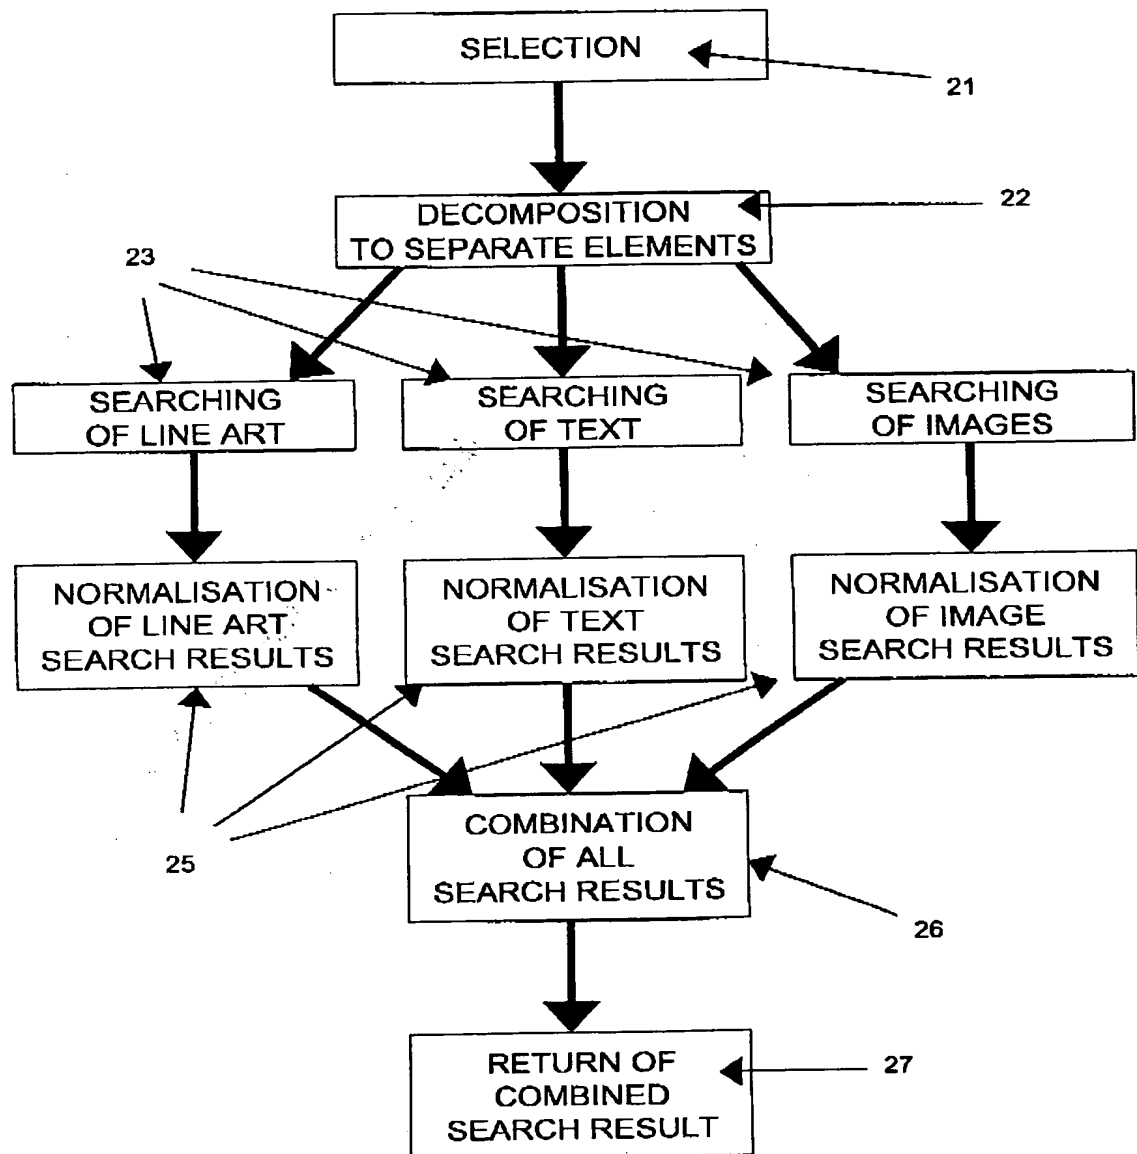 SELECTION
21
DECOMPOSITION
TO SEPARATE ELEMENTS
22
23
SEARCHING
OF LINE ART
SEARCHING
OF TEXT
SEARCHING
OF IMAGES
NORMALISATION
OF LINE ART
SEARCH RESULTS
NORMALISATION
OF TEXT
SEARCH RESULTS
NORMALISATION
OF IMAGE
SEARCH RESULTS
25
COMBINATION
OF ALL
SEARCH RESULTS
26
RETURN OF
COMBINED
SEARCH RESULT
27